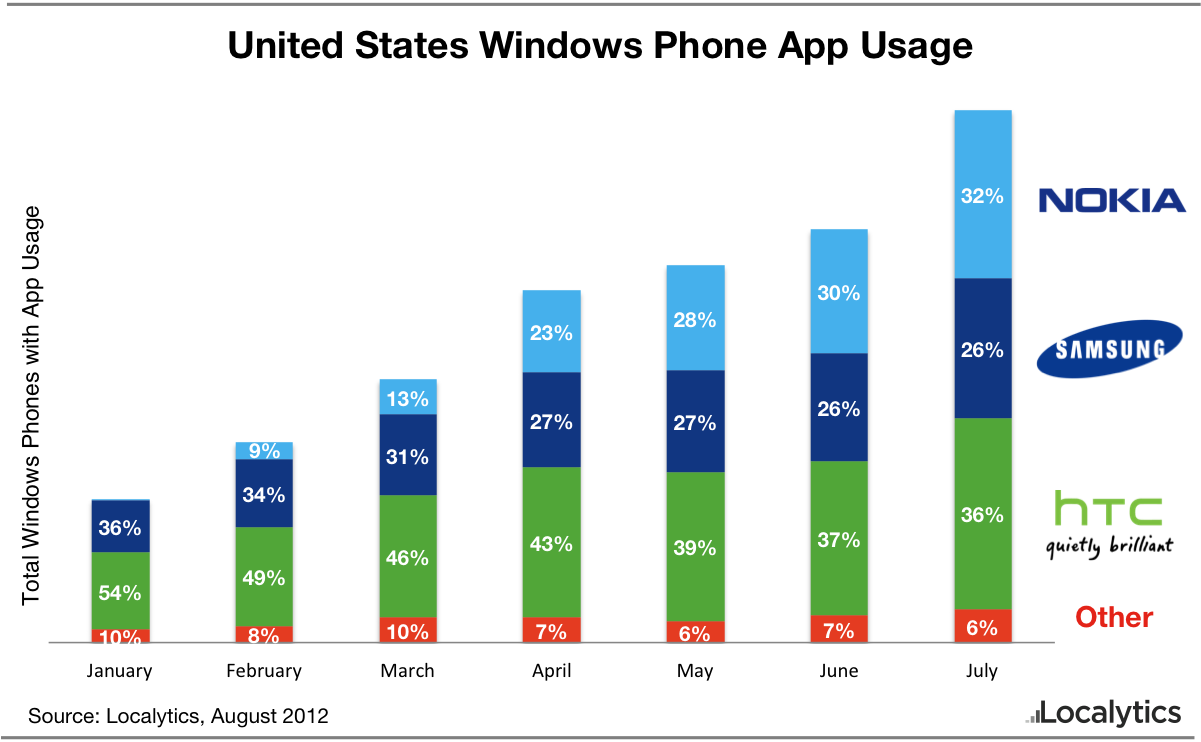 United States Windows Phone App Usage
Total Windows Phones with App Usage
36%
54%
10%
9%
34%
49%
8%
13%
31%
46%
10%
23%
27%
43%
7%
28%
27%
39%
6%
30%
26%
37%
7%
32%
26%
36%
6%
NOKIA
SAMSUNG
hTC
quietly brilliant
Other
January February March April May June July
Source: Localytics, August 2012
Localytics